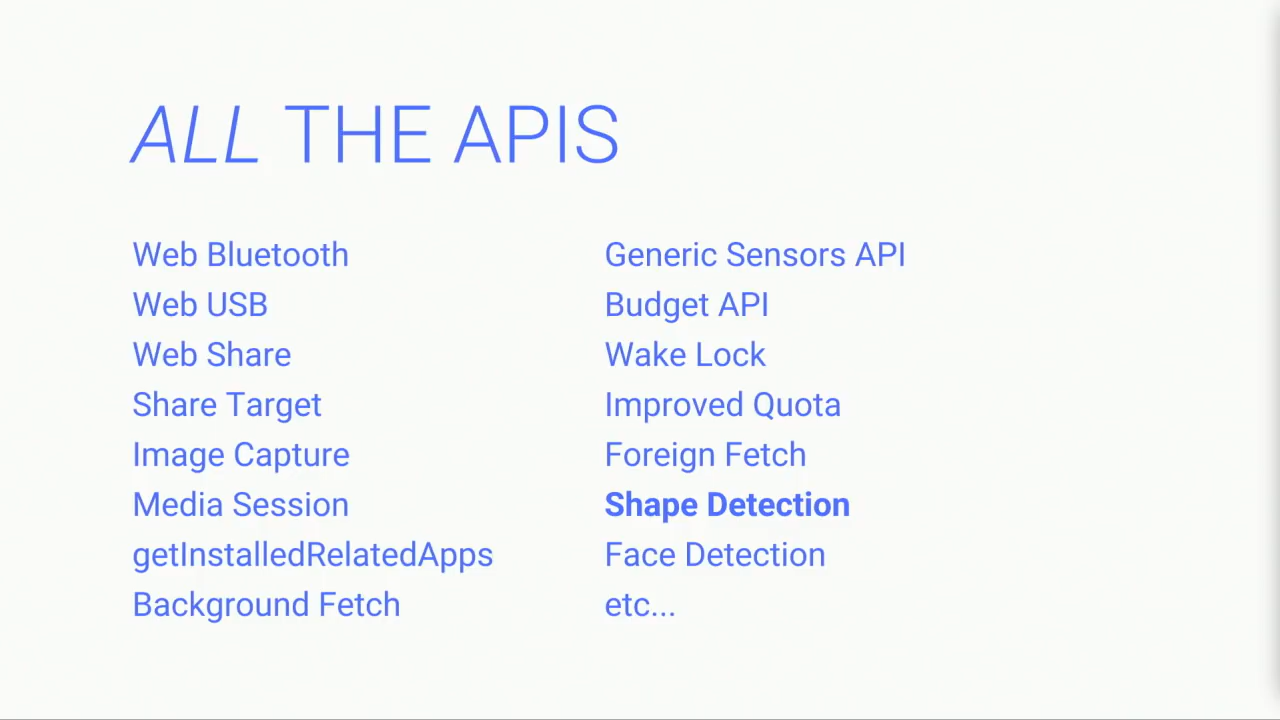 ALL THE APIS
Web Bluetooth
Web USB
Web Share
Share Target
Image Capture
Media Session
getInstalledRelatedApps
Background Fetch
Generic Sensors API
Budget API
Wake Lock
Improved Quota
Foreign Fetch
Shape Detection
Face Detection
etc...